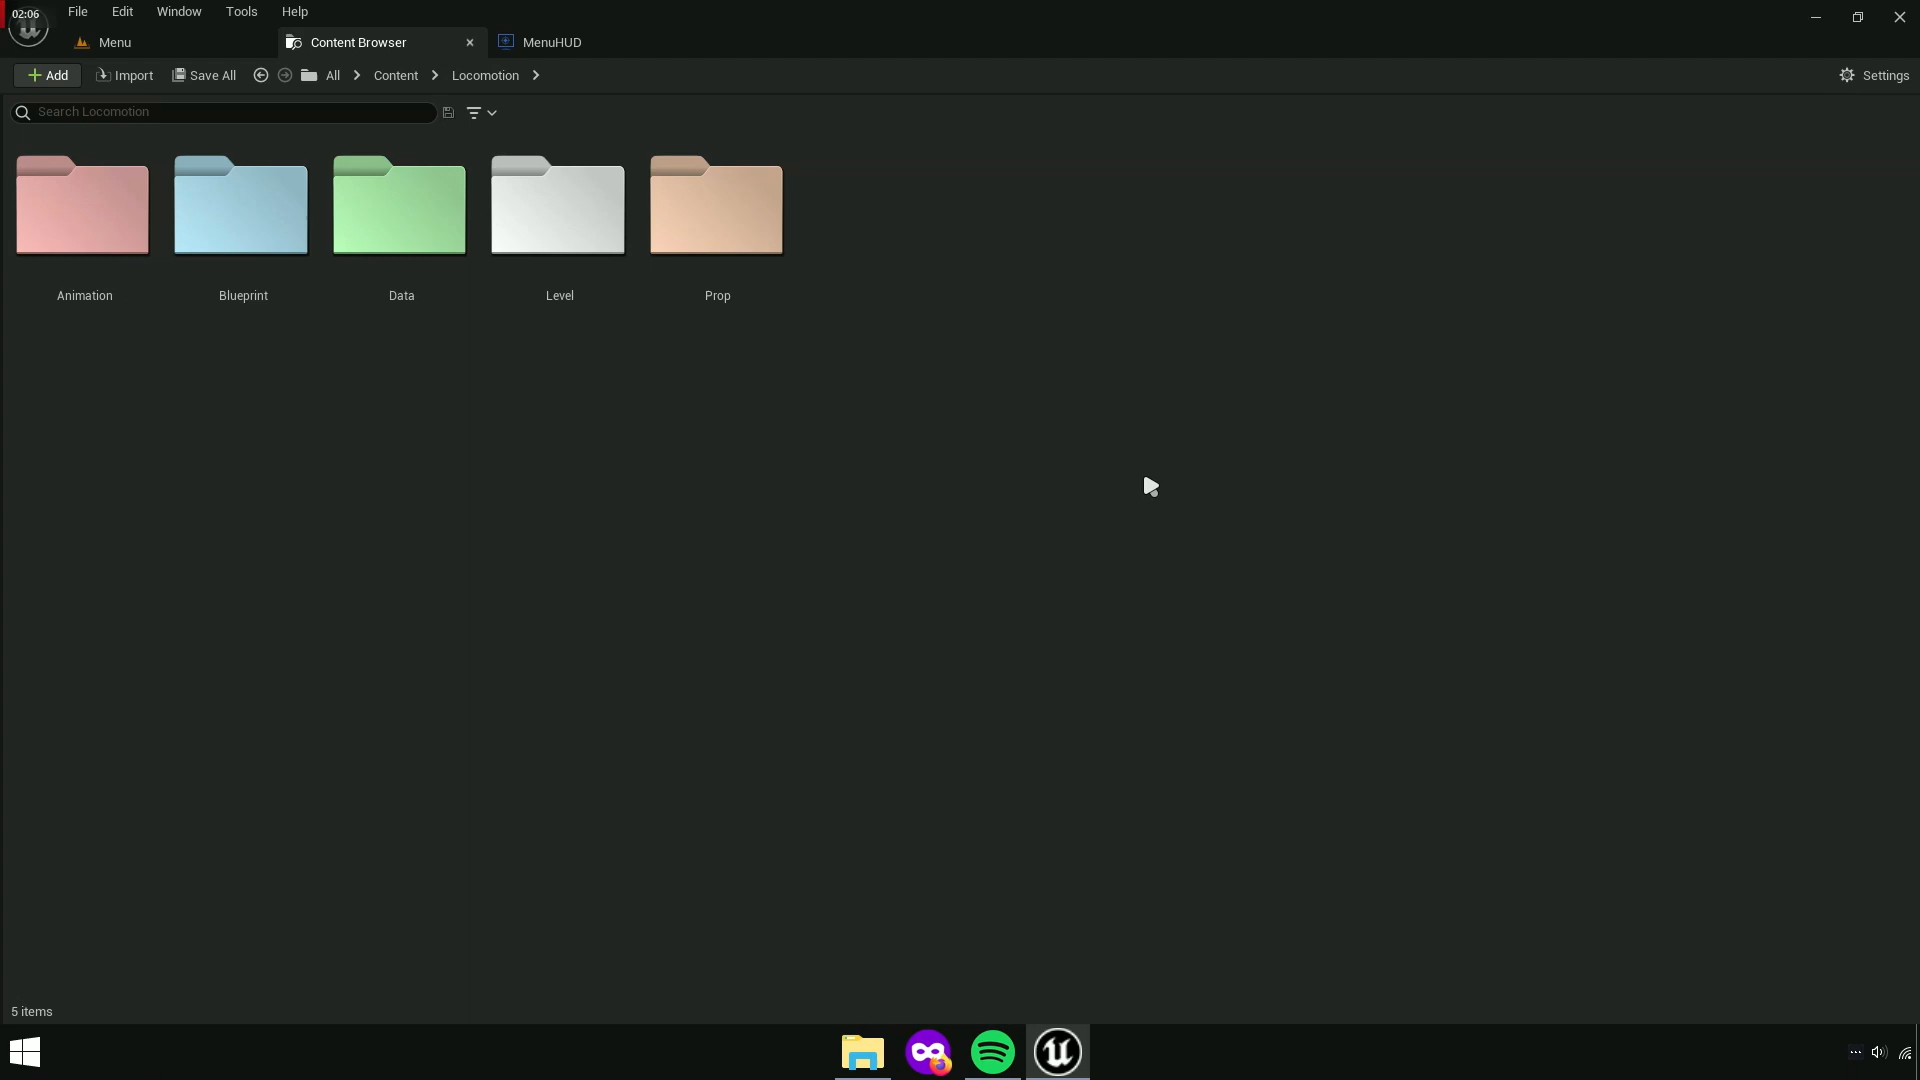 02:06
File Edit Window Tools Help
Menu Content Browser MenuHUD
Add Import Save All All Content Locomotion Settings
Search Locomotion
Animation Blueprint Data Level Prop
5 items